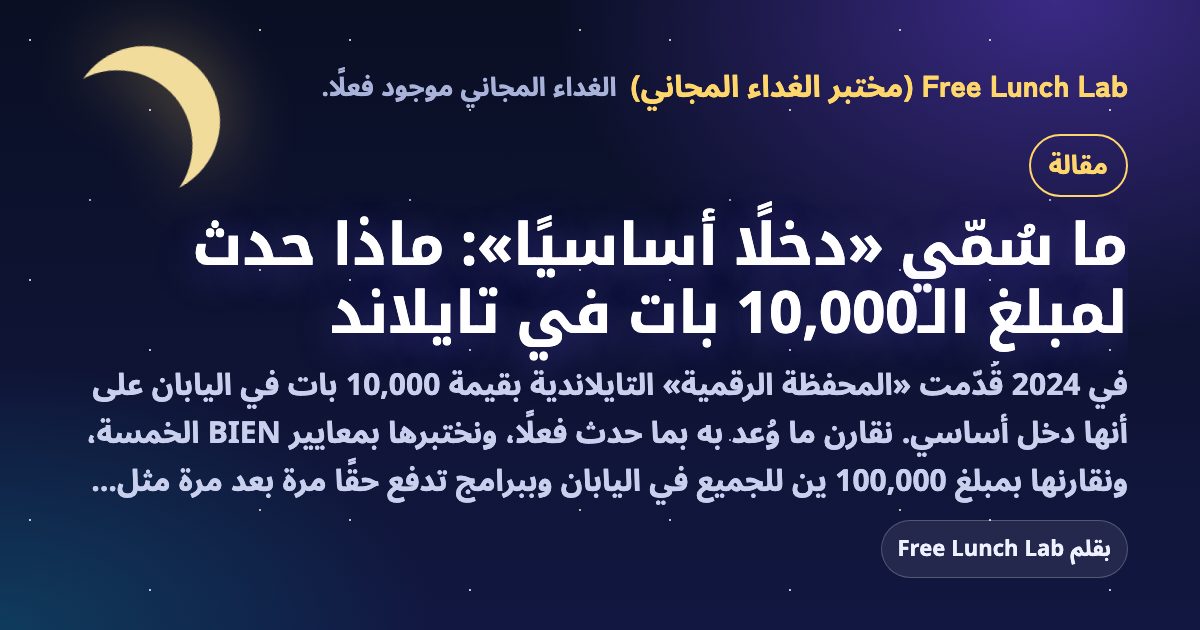 Free Lunch Lab (مختبر الغداء المجاني) الغداء المجاني موجود فعلًا.
مقالة
ما سُمّي «دخلًا أساسيًا»: ماذا حدث
لمبلغ الـ10,000 بات في تايلاند
في 2024 قُدّمت «المحفظة الرقمية» التايلاندية بقيمة 10,000 بات في اليابان على
أنها دخل أساسي. نقارن ما وُعد به بما حدث فعلًا، ونختبرها بمعايير BIEN الخمسة،
ونقارنها بمبلغ 100,000 ين للجميع في اليابان وببرامج تدفع حقًا مرة بعد مرة مثل...
بقلم Free Lunch Lab